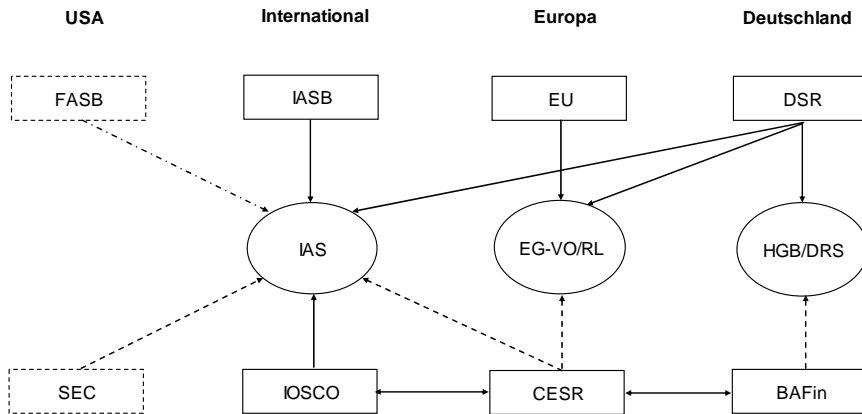 USA International Europa Deutschland
FASB IASB EU DSR
IAS EG-VO/RL HGB/DRS
SEC IOSCO CESR BAFin